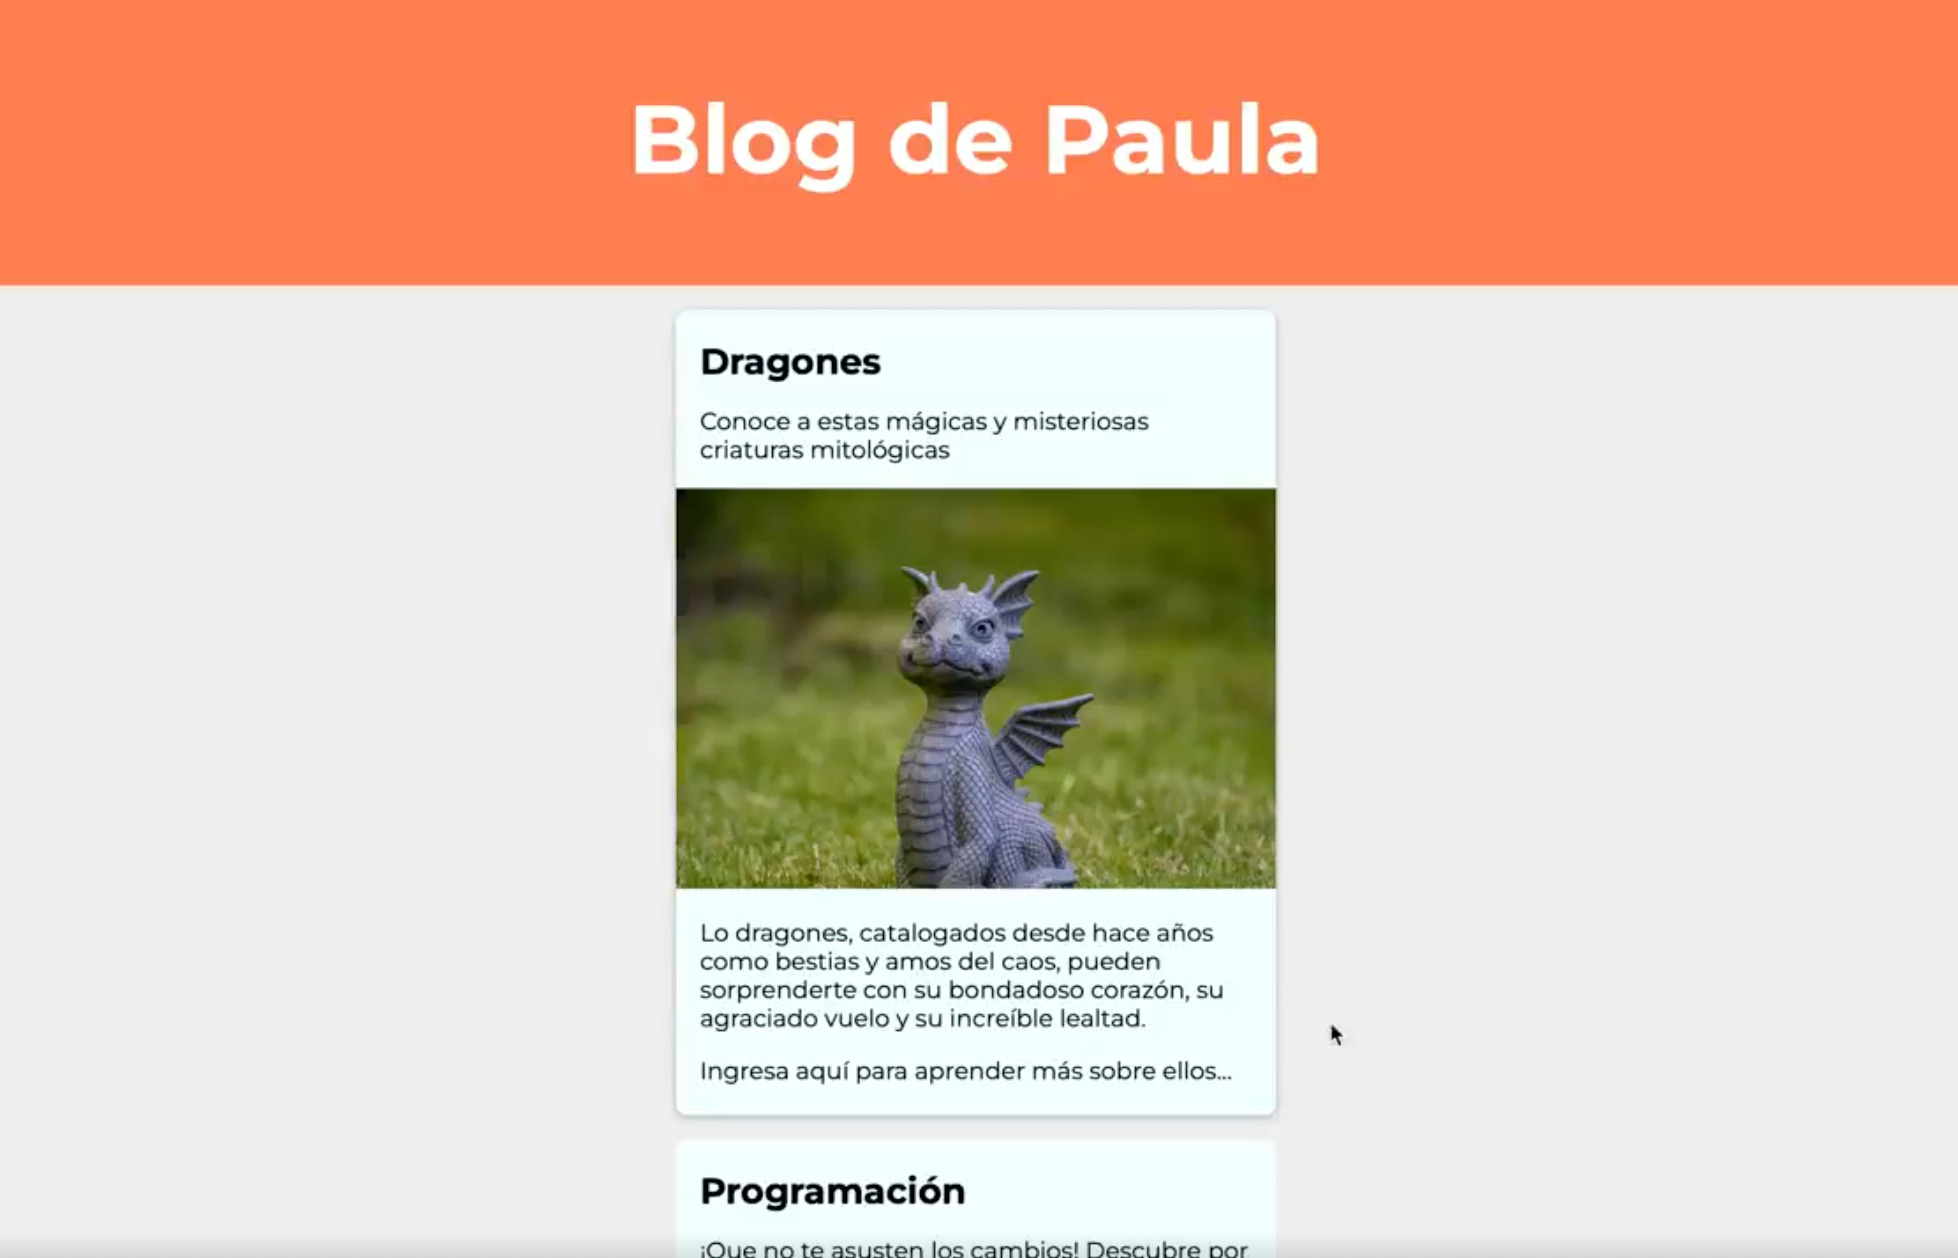 Blog de Paula
Dragones
Conoce a estas mágicas y misteriosas
criaturas mitológicas
Lo dragones, catalogados desde hace años
como bestias y amos del caos, pueden
sorprenderte con su bondadoso corazón, su
agraciado vuelo y su increíble lealtad.
Ingresa aquí para aprender más sobre ellos...
Programación
¡Que no te asusten los cambios! Descubre por